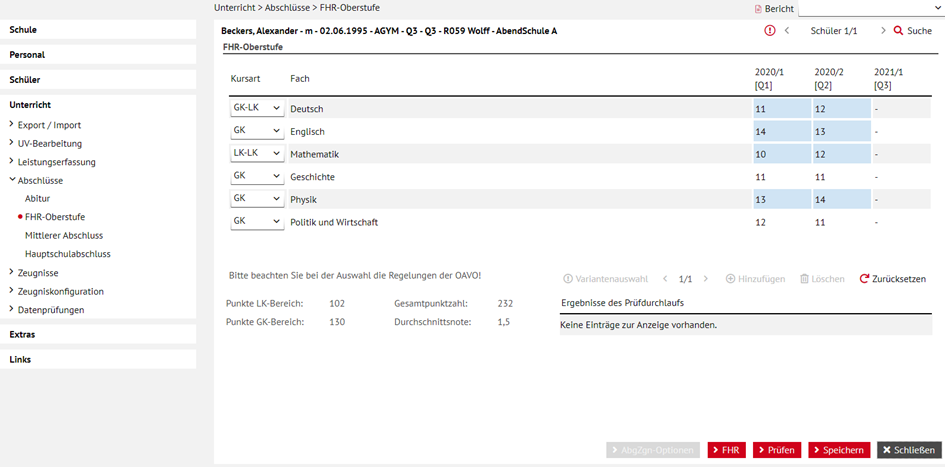 Unterricht > Abschlüsse > FHR-Oberstufe
Bericht
Schule
Personal
Schüler
Unterricht
Export / Import
UV-Bearbeitung
Leistungserfassung
Abschlüsse
Abitur
FHR-Oberstufe
Mittlerer Abschluss
Hauptschulabschluss
Zeugnisse
Zeugniskonfiguration
Datenprüfungen
Extras
Links
Beckers, Alexander - m - 02.06.1995 - AGYM - Q3 - Q3 - R059 Wolff - AbendSchule A
Schüler 1/1
Suche
FHR-Oberstufe
Kursart Fach 2020/1 [Q1] 2020/2 [Q2] 2021/1 [Q3]
GK-LK Deutsch 11 12 -
GK Englisch 14 13 -
LK-LK Mathematik 10 12 -
GK Geschichte 11 11 -
GK Physik 13 14 -
GK Politik und Wirtschaft 12 11 -
Bitte beachten Sie bei der Auswahl die Regelungen der OAVO!
Variantenauswahl < 1/1 > Hinzufügen Löschen Zurücksetzen
Punkte LK-Bereich: 102 Gesamtpunktzahl: 232
Punkte GK-Bereich: 130 Durchschnittsnote: 1,5
Ergebnisse des Prüfdurchlaufs
Keine Einträge zur Anzeige vorhanden.
AbgZgn-Optionen FHR Prüfen Speichern Schließen